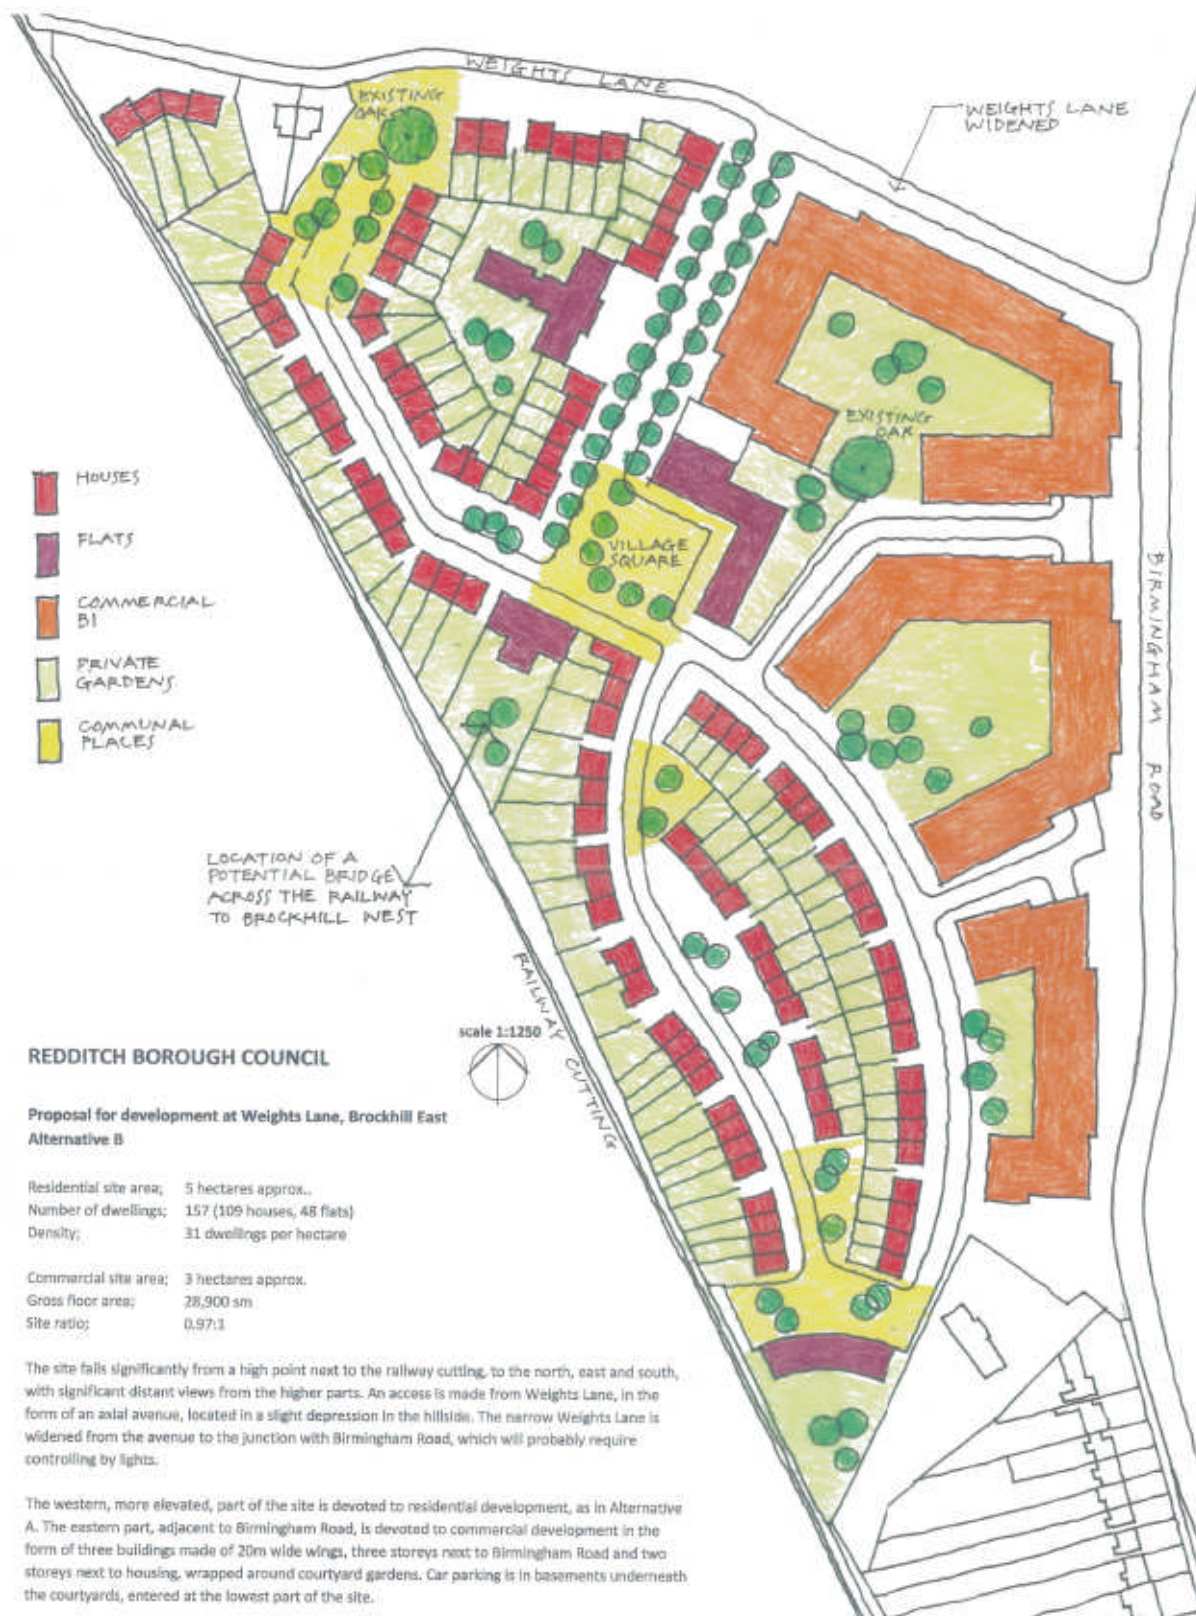 WEIGHTS LANE
EXISTING
OAK
WEIGHTS LANE
WIDENED
EXISTING
OAK
HOUSES
FLATS
COMMERCIAL
B1
PRIVATE
GARDENS
COMMUNAL
PLACES
VILLAGE
SQUARE
BIRMINGHAM ROAD
LOCATION OF A
POTENTIAL BRIDGE
ACROSS THE RAILWAY
TO BROCKHILL WEST
RAILWAY CUTTING
scale 1:1250
REDDITCH BOROUGH COUNCIL
Proposal for development at Weights Lane, Brockhill East
Alternative B
Residential site area; 5 hectares approx..
Number of dwellings; 157 (109 houses, 48 flats)
Density; 31 dwellings per hectare
Commercial site area; 3 hectares approx.
Gross floor area; 28,900 sm
Site ratio; 0.97:1
The site falls significantly from a high point next to the railway cutting, to the north, east and south,
with significant distant views from the higher parts. An access is made from Weights Lane, in the
form of an axial avenue, located in a slight depression in the hillside. The narrow Weights Lane is
widened from the avenue to the junction with Birmingham Road, which will probably require
controlling by lights.
The western, more elevated, part of the site is devoted to residential development, as in Alternative
A. The eastern part, adjacent to Birmingham Road, is devoted to commercial development in the
form of three buildings made of 20m wide wings, three storeys next to Birmingham Road and two
storeys next to housing, wrapped around courtyard gardens. Car parking is in basements underneath
the courtyards, entered at the lowest part of the site.